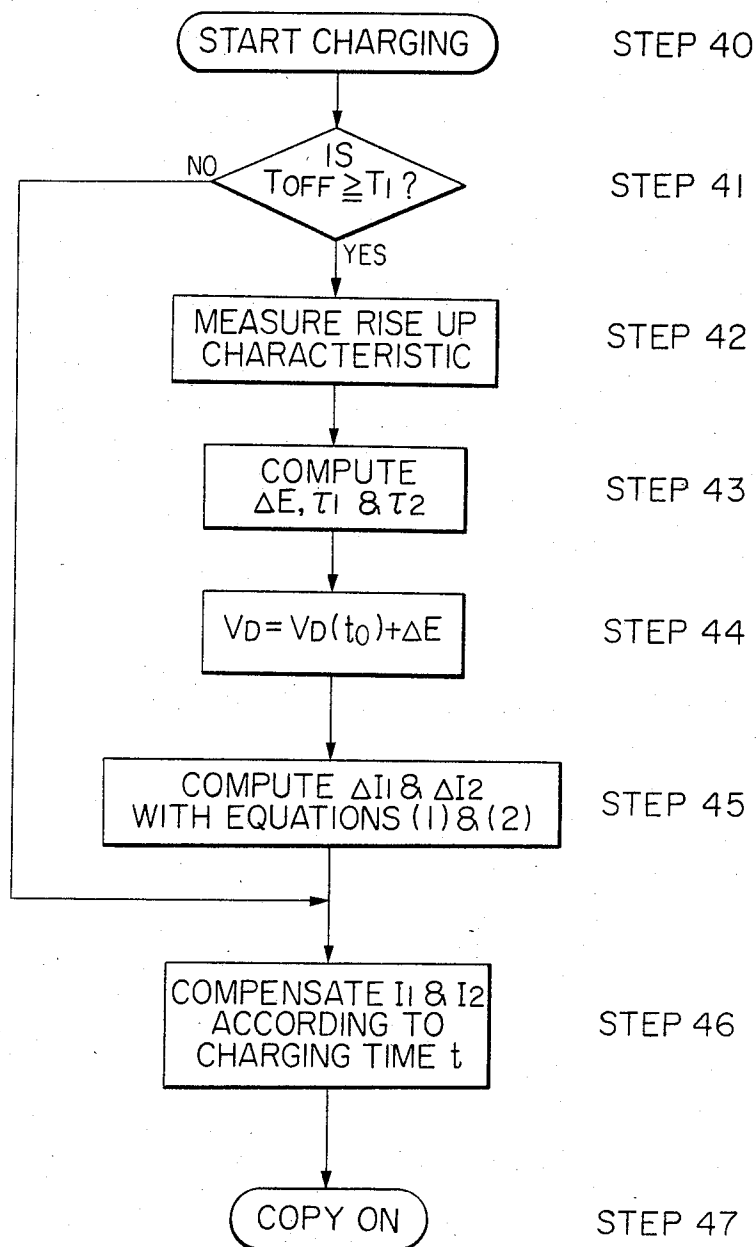 START CHARGING STEP 40
NO IS
TOFF ≧ T1 ? STEP 41
YES
MEASURE RISE UP
CHARACTERISTIC STEP 42
COMPUTE
ΔE, τ1 & τ2 STEP 43
VD = VD(t0)+ΔE STEP 44
COMPUTE ΔI1 & ΔI2
WITH EQUATIONS (1) & (2) STEP 45
COMPENSATE I1 & I2
ACCORDING TO
CHARGING TIME t STEP 46
COPY ON STEP 47